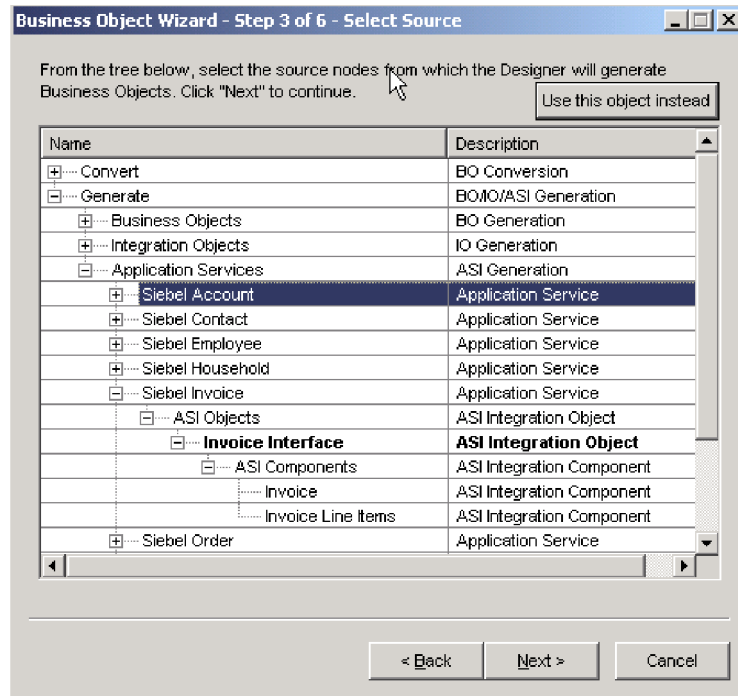 Business Object Wizard - Step 3 of 6 - Select Source
From the tree below, select the source nodes from which the Designer will generate
Business Objects. Click "Next" to continue.
Use this object instead
Name Description
Convert BO Conversion
Generate BO/IO/ASI Generation
Business Objects BO Generation
Integration Objects IO Generation
Application Services ASI Generation
Siebel Account Application Service
Siebel Contact Application Service
Siebel Employee Application Service
Siebel Household Application Service
Siebel Invoice Application Service
ASI Objects ASI Integration Object
Invoice Interface ASI Integration Object
ASI Components ASI Integration Component
Invoice ASI Integration Component
Invoice Line Items ASI Integration Component
Siebel Order Application Service
< Back Next > Cancel